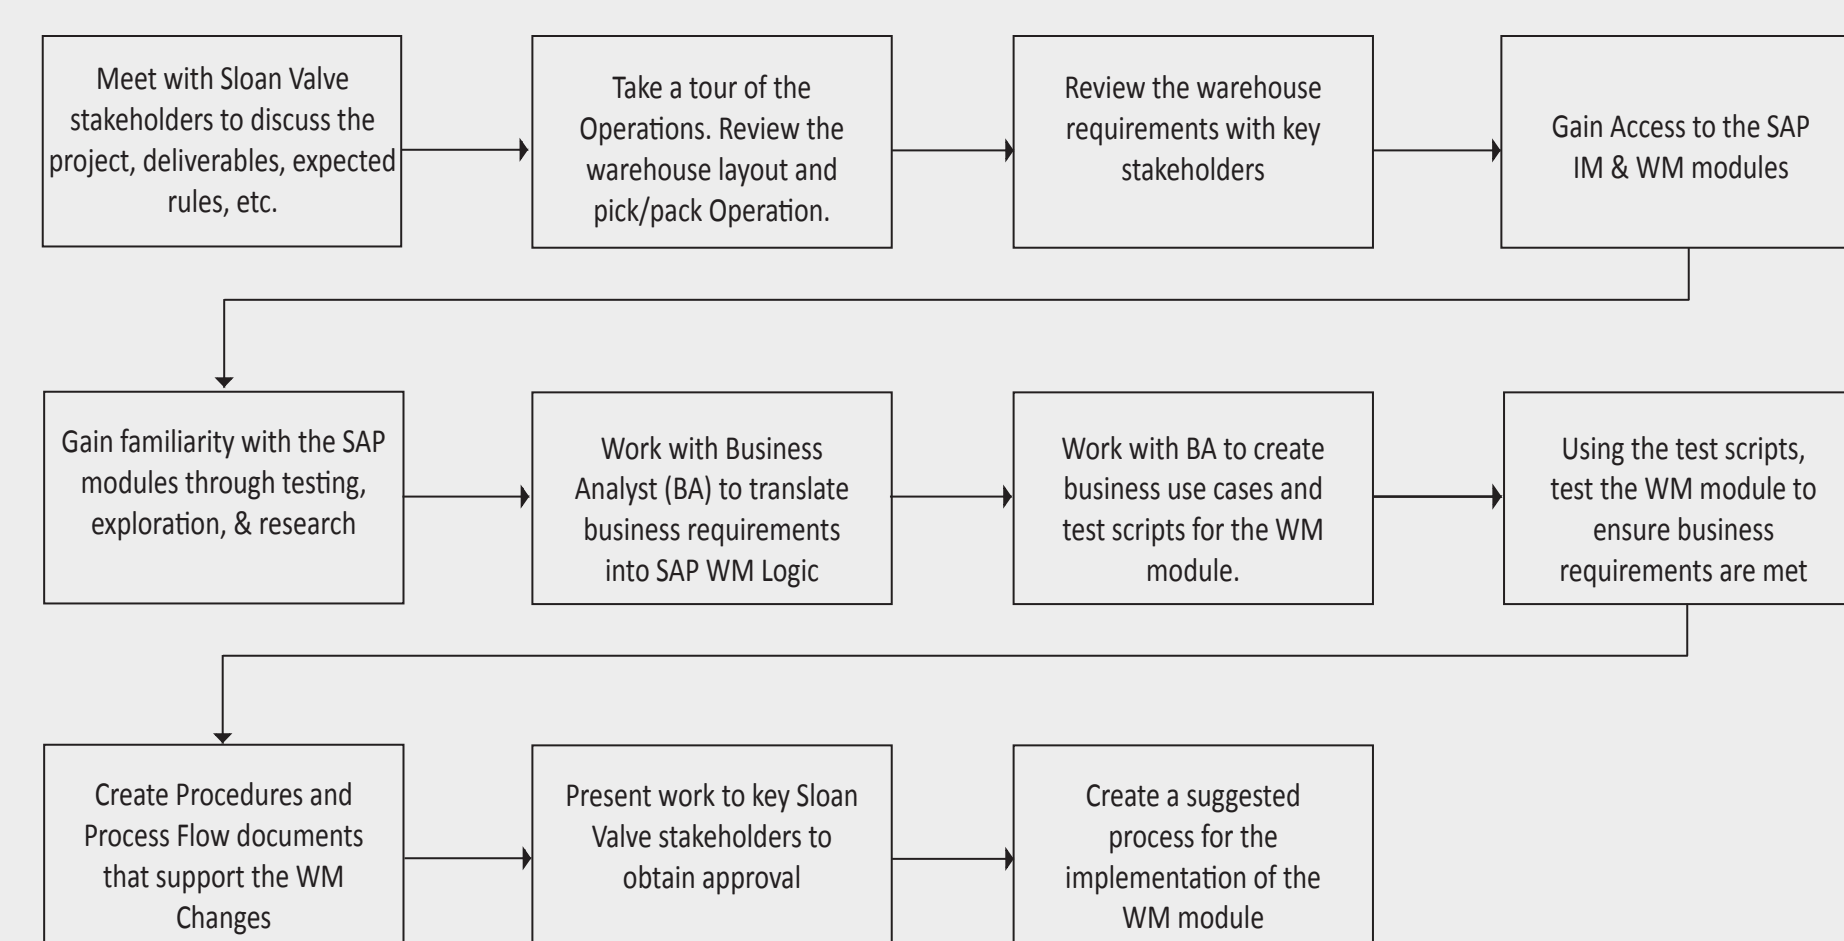 Meet with Sloan Valve
stakeholders to discuss the
project, deliverables, expected
rules, etc.
Take a tour of the
Operations. Review the
warehouse layout and
pick/pack Operation.
Review the warehouse
requirements with key
stakeholders
Gain Access to the SAP
IM & WM modules
Gain familiarity with the SAP
modules through testing,
exploration, & research
Work with Business
Analyst (BA) to translate
business requirements
into SAP WM Logic
Work with BA to create
business use cases and
test scripts for the WM
module.
Using the test scripts,
test the WM module to
ensure business
requirements are met
Create Procedures and
Process Flow documents
that support the WM
Changes
Present work to key Sloan
Valve stakeholders to
obtain approval
Create a suggested
process for the
implementation of the
WM module